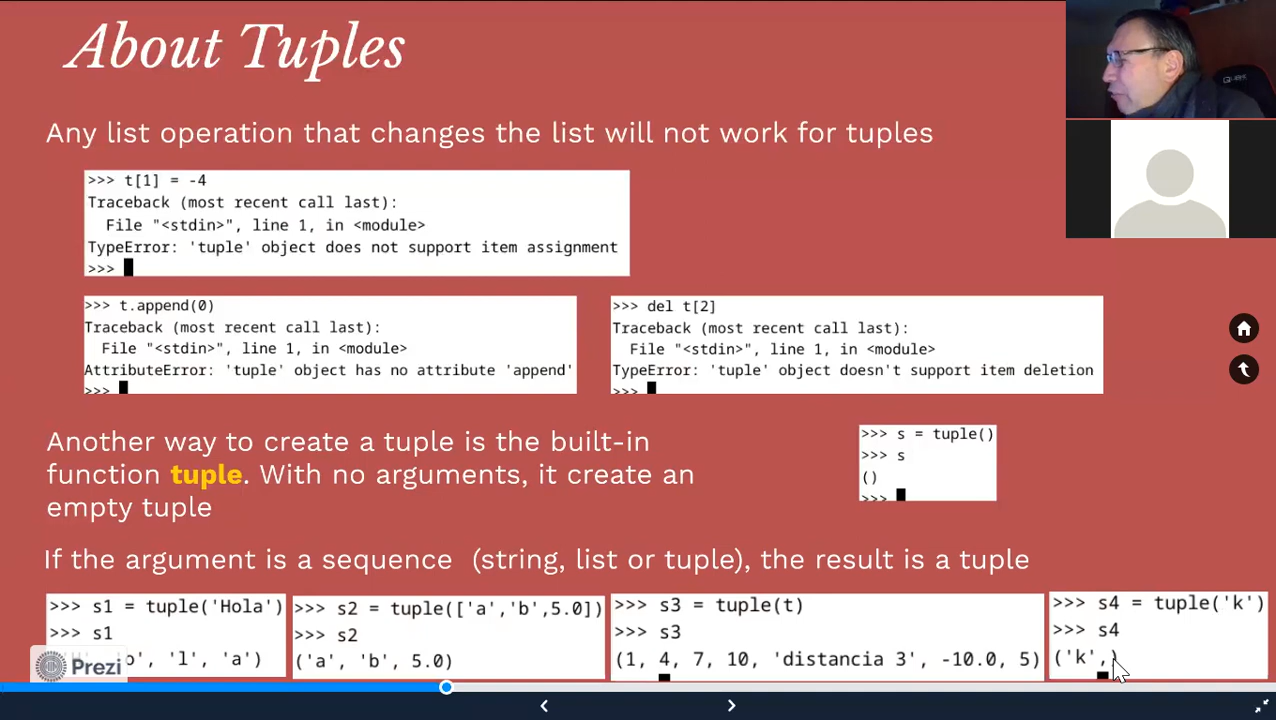 About Tuples
Any list operation that changes the list will not work for tuples
>>> t[1] = -4
Traceback (most recent call last):
File "<stdin>", line 1, in <module>
TypeError: 'tuple' object does not support item assignment
>>>
>>> t.append(0)
Traceback (most recent call last):
File "<stdin>", line 1, in <module>
AttributeError: 'tuple' object has no attribute 'append'
>>>
>>> del t[2]
Traceback (most recent call last):
File "<stdin>", line 1, in <module>
TypeError: 'tuple' object doesn't support item deletion
>>>
Another way to create a tuple is the built-in
function tuple. With no arguments, it create an
empty tuple
>>> s = tuple()
>>> s
()
>>>
If the argument is a sequence (string, list or tuple), the result is a tuple
>>> s1 = tuple('Hola')
>>> s1
'o', 'l', 'a')
>>> s2 = tuple(['a','b',5.0])
>>> s2
('a', 'b', 5.0)
>>> s3 = tuple(t)
>>> s3
(1, 4, 7, 10, 'distancia 3', -10.0, 5)
>>> s4 = tuple('k')
>>> s4
('k',)
Prezi